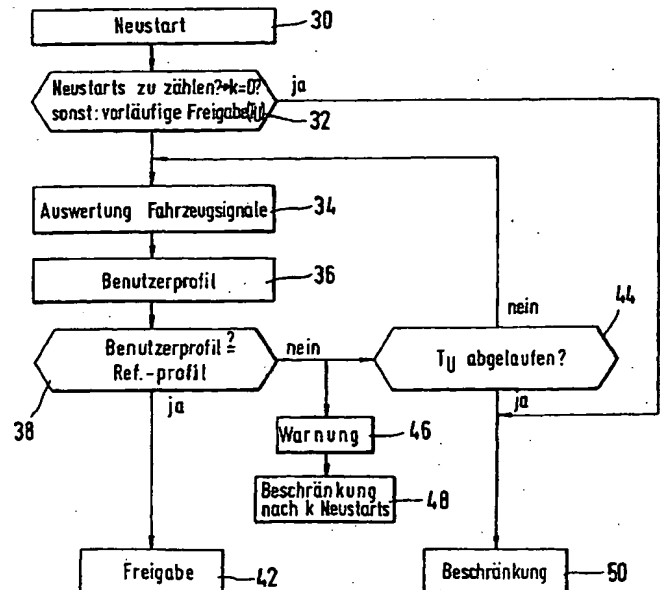 Neustart
30
Neustarts zu zählen?→k=0?
ja
sonst: vorläufige Freigabe
32
Auswertung Fahrzeugsignale
34
Benutzerprofil
36
nein
44
Benutzerprofil ≟
Ref.-profil
nein
TU abgelaufen?
38
ja
ja
Warnung
46
Beschränkung
nach k Neustarts
48
Freigabe
42
Beschränkung
50